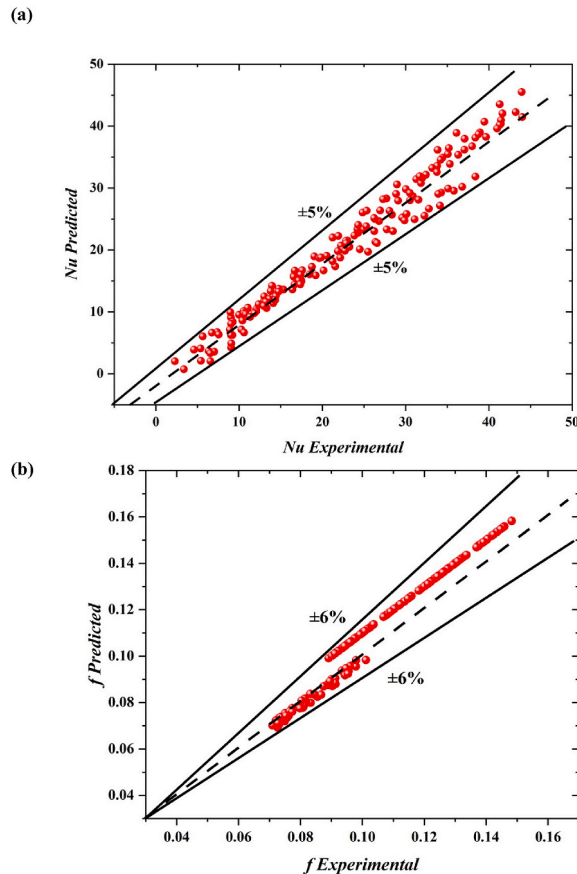 (a)
50
40
30
20
10
0
Nu Predicted
±5%
±5%
0 10 20 30 40 50
Nu Experimental
(b)
0.18
0.16
0.14
0.12
0.10
0.08
0.06
0.04
f Predicted
±6%
±6%
0.04 0.06 0.08 0.10 0.12 0.14 0.16
f Experimental